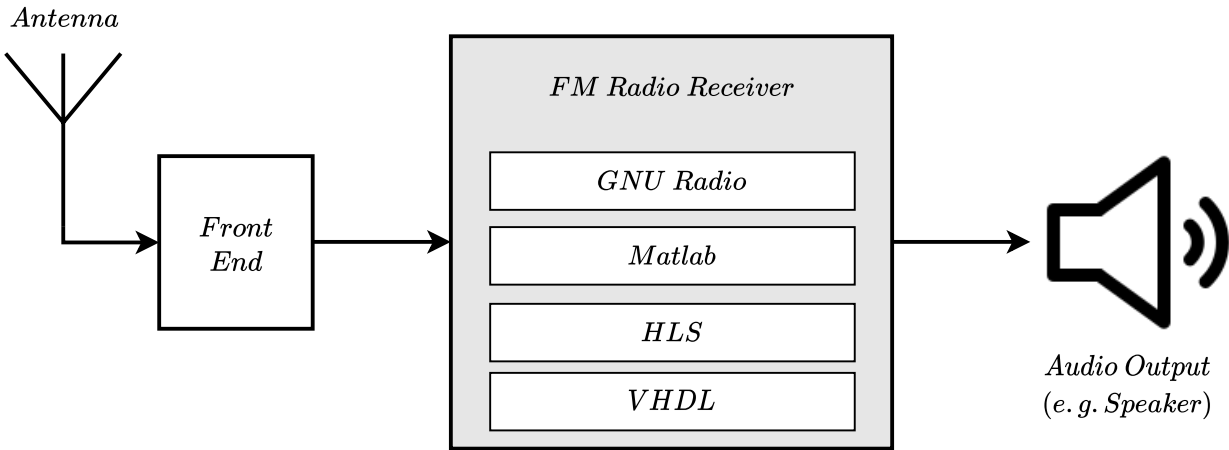 Antenna
Front
End
FM Radio Receiver
GNU Radio
Matlab
HLS
VHDL
Audio Output
(e.g. Speaker)